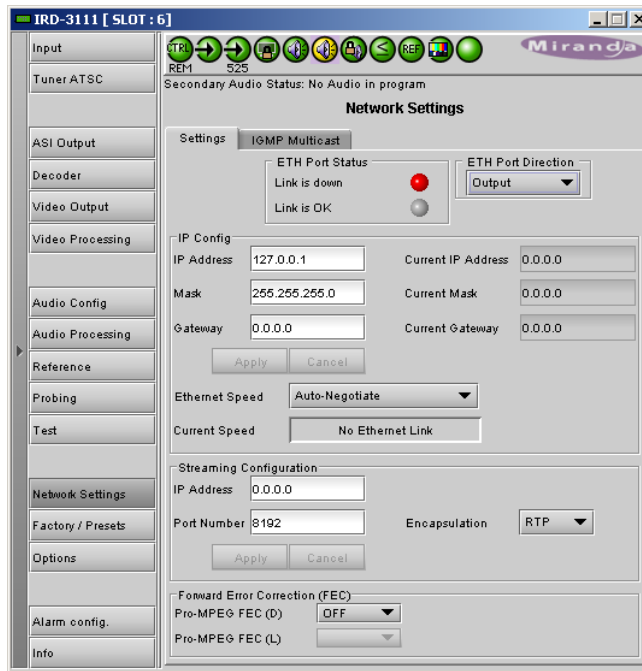 IRD-3111 [ SLOT : 6]
Input
Tuner ATSC
ASI Output
Decoder
Video Output
Video Processing
Audio Config
Audio Processing
Reference
Probing
Test
Network Settings
Factory / Presets
Options
Alarm config.
Info
CTRL
REF
REM
525
Miranda
Secondary Audio Status: No Audio in program
Network Settings
Settings
IGMP Multicast
ETH Port Status
Link is down
Link is OK
ETH Port Direction
Output
IP Config
IP Address 127.0.0.1 Current IP Address 0.0.0.0
Mask 255.255.255.0 Current Mask 0.0.0.0
Gateway 0.0.0.0 Current Gateway 0.0.0.0
Apply Cancel
Ethernet Speed Auto-Negotiate
Current Speed No Ethernet Link
Streaming Configuration
IP Address 0.0.0.0
Port Number 8192 Encapsulation RTP
Apply Cancel
Forward Error Correction (FEC)
Pro-MPEG FEC (D) OFF
Pro-MPEG FEC (L)